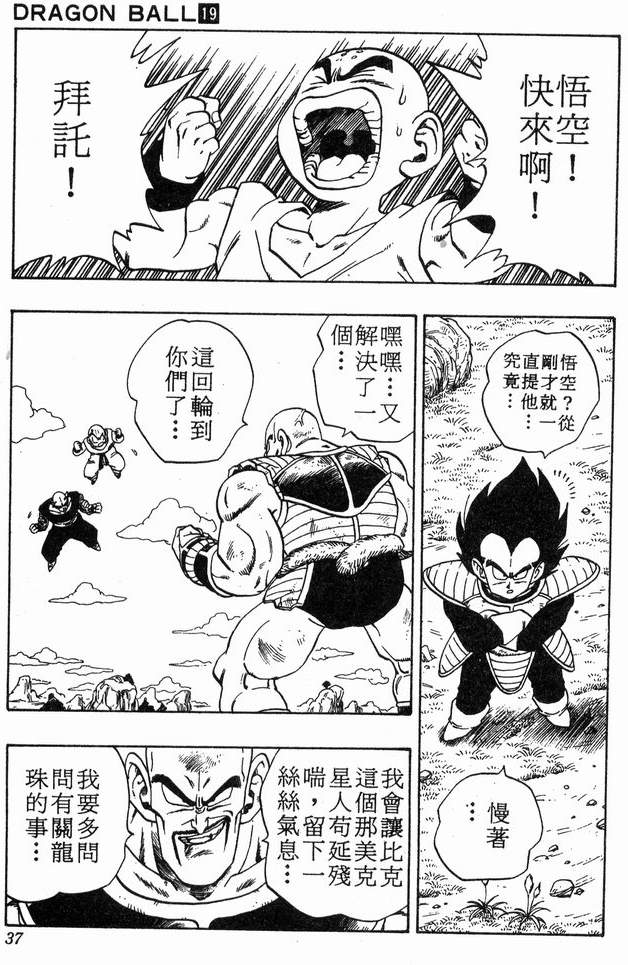 DRAGON BALL 19
悟空！
快來啊！
拜託！
悟空？從
剛才就一
直提他…
究竟…
慢著
…
嘿嘿…又
解決了一
個…
這回輪到
你們了…
我會讓比克
這個那美克
星人苟延殘
喘，留下一
絲絲氣息…
我要多問
問有關龍
珠的事…
37